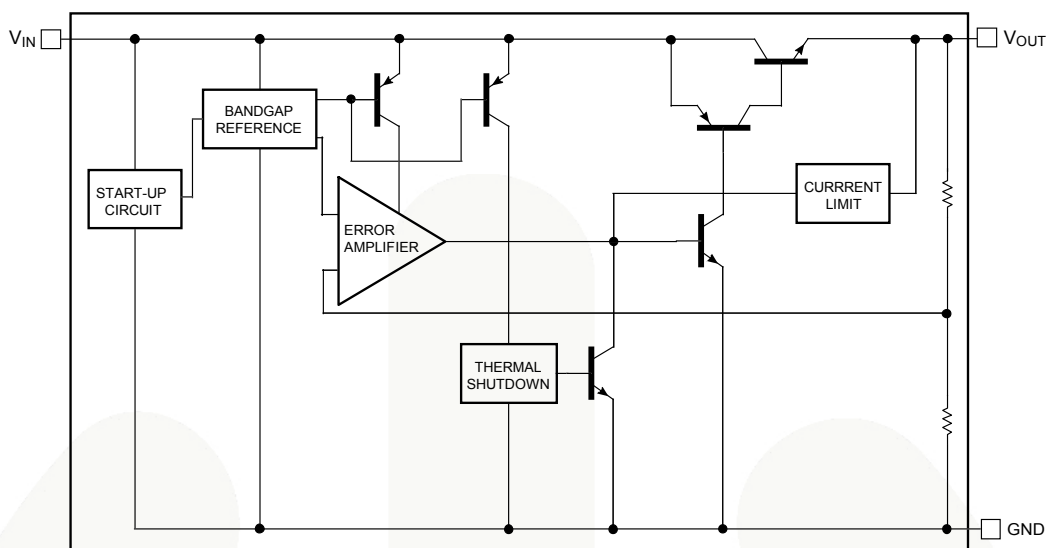 VIN
VOUT
BANDGAP
REFERENCE
START-UP
CIRCUIT
CURRRENT
LIMIT
ERROR
AMPLIFIER
THERMAL
SHUTDOWN
GND